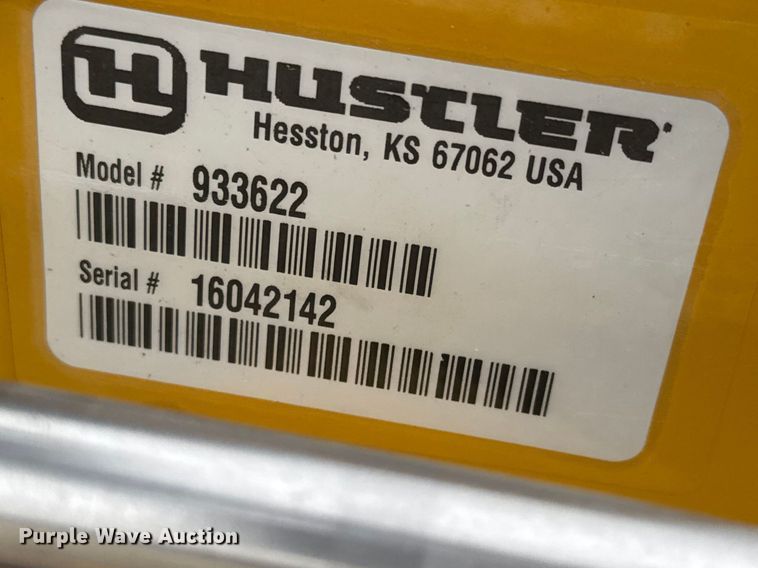 H HUSTLER
Hesston, KS 67062 USA
Model # 933622
Serial # 16042142
Purple Wave Auction